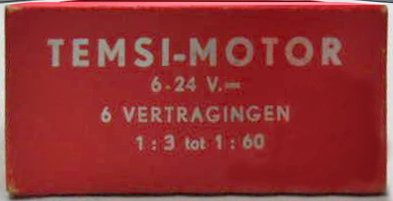 TEMSI-MOTOR
6-24 V.=
6 VERTRAGINGEN
1 : 3 tot 1 : 60